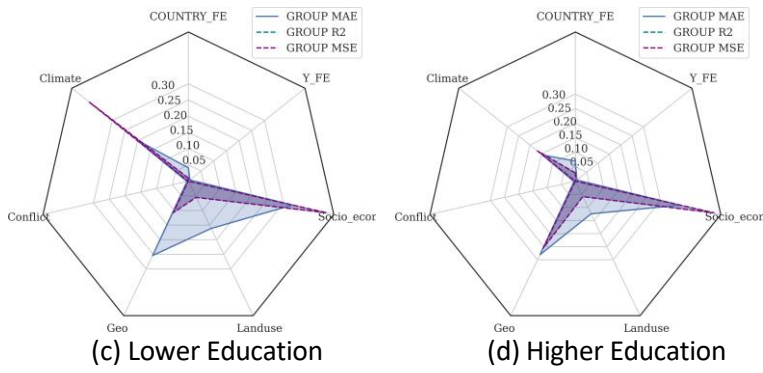 COUNTRY_FE
GROUP MAE
GROUP R2
GROUP MSE
Climate
Y_FE
0.30
0.25
0.20
0.15
0.10
0.05
Conflict
Socio_econ
Geo
Landuse
(c) Lower Education
COUNTRY_FE
GROUP MAE
GROUP R2
GROUP MSE
Climate
Y_FE
0.30
0.25
0.20
0.15
0.10
0.05
Conflict
Socio_econ
Geo
Landuse
(d) Higher Education